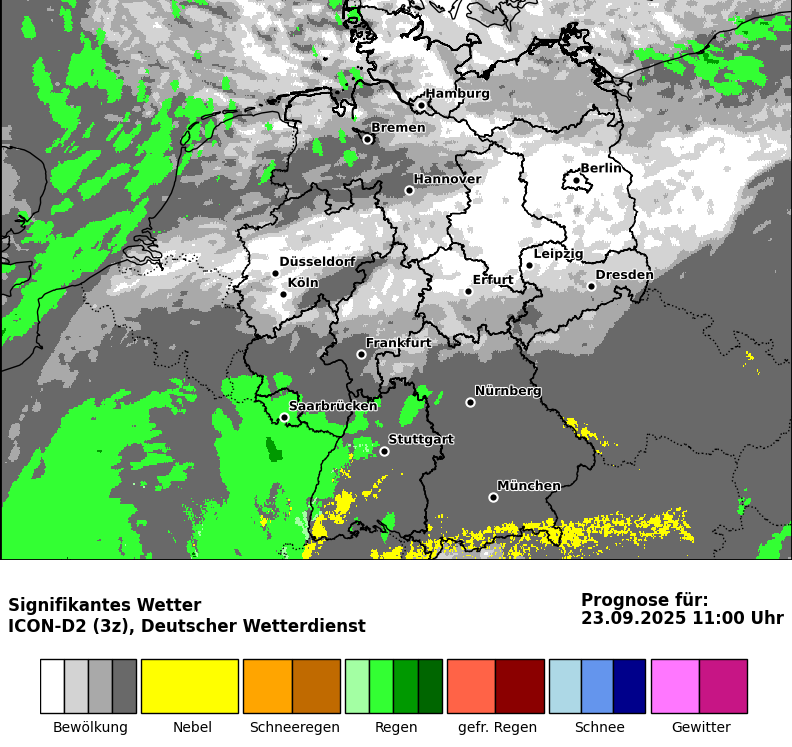 Hamburg
Bremen
Berlin
Hannover
Leipzig
Düsseldorf
Dresden
Köln
Erfurt
Frankfurt
Nürnberg
Saarbrücken
Stuttgart
München
Signifikantes Wetter
ICON-D2 (3z), Deutscher Wetterdienst
Prognose für:
23.09.2025 11:00 Uhr
Bewölkung
Nebel
Schneeregen
Regen
gefr. Regen
Schnee
Gewitter